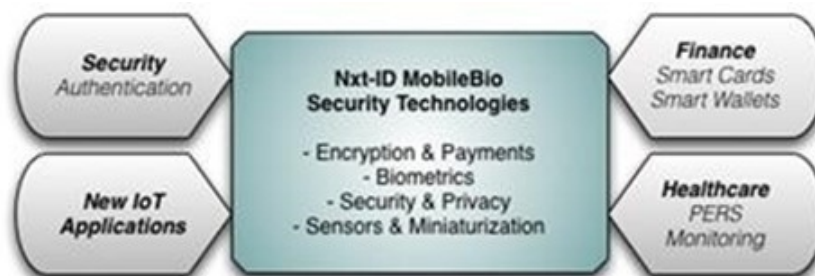 Security
Authentication
New IoT
Applications
Nxt-ID MobileBio
Security Technologies
- Encryption & Payments
- Biometrics
- Security & Privacy
- Sensors & Miniaturization
Finance
Smart Cards
Smart Wallets
Healthcare
PERS
Monitoring